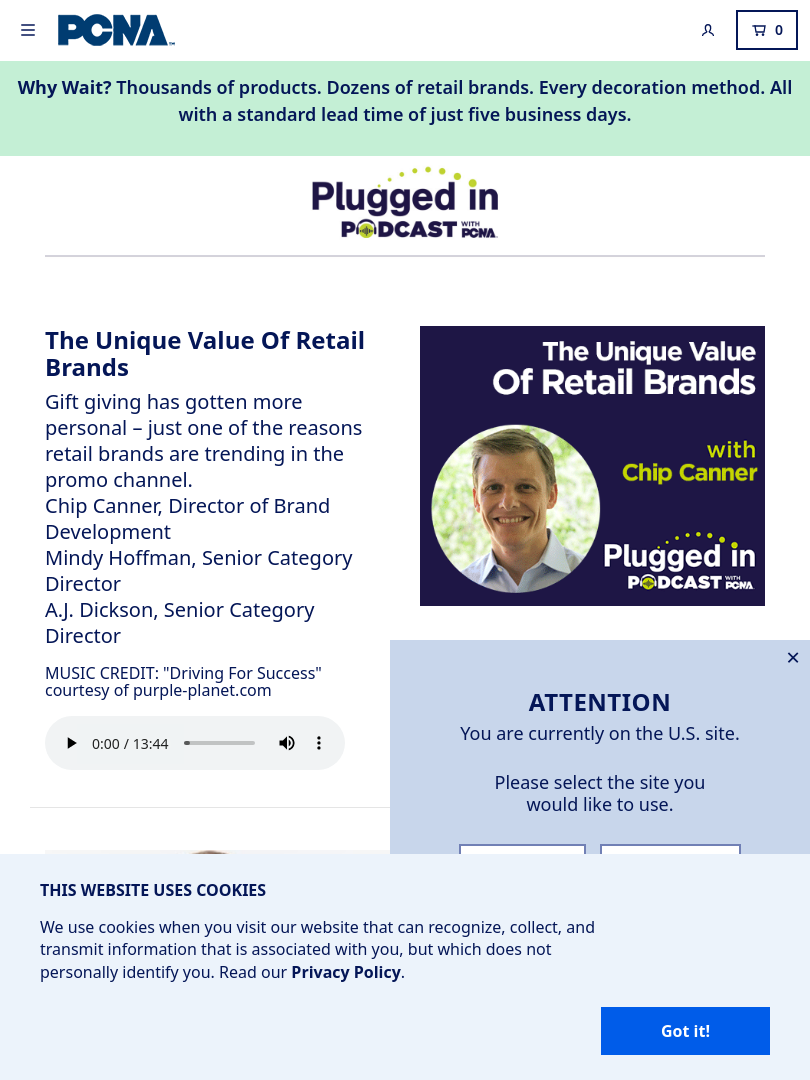 PCNA
0
Why Wait? Thousands of products. Dozens of retail brands. Every decoration method. All
with a standard lead time of just five business days.
Plugged in
PODCAST WITH PCNA
The Unique Value Of Retail
Brands
Gift giving has gotten more
personal – just one of the reasons
retail brands are trending in the
promo channel.
Chip Canner, Director of Brand
Development
Mindy Hoffman, Senior Category
Director
A.J. Dickson, Senior Category
Director
MUSIC CREDIT: "Driving For Success"
courtesy of purple-planet.com
0:00 / 13:44
The Unique Value
Of Retail Brands
with
Chip Canner
Plugged in
PODCAST WITH PCNA
ATTENTION
You are currently on the U.S. site.
Please select the site you
would like to use.
THIS WEBSITE USES COOKIES
We use cookies when you visit our website that can recognize, collect, and
transmit information that is associated with you, but which does not
personally identify you. Read our Privacy Policy.
Got it!